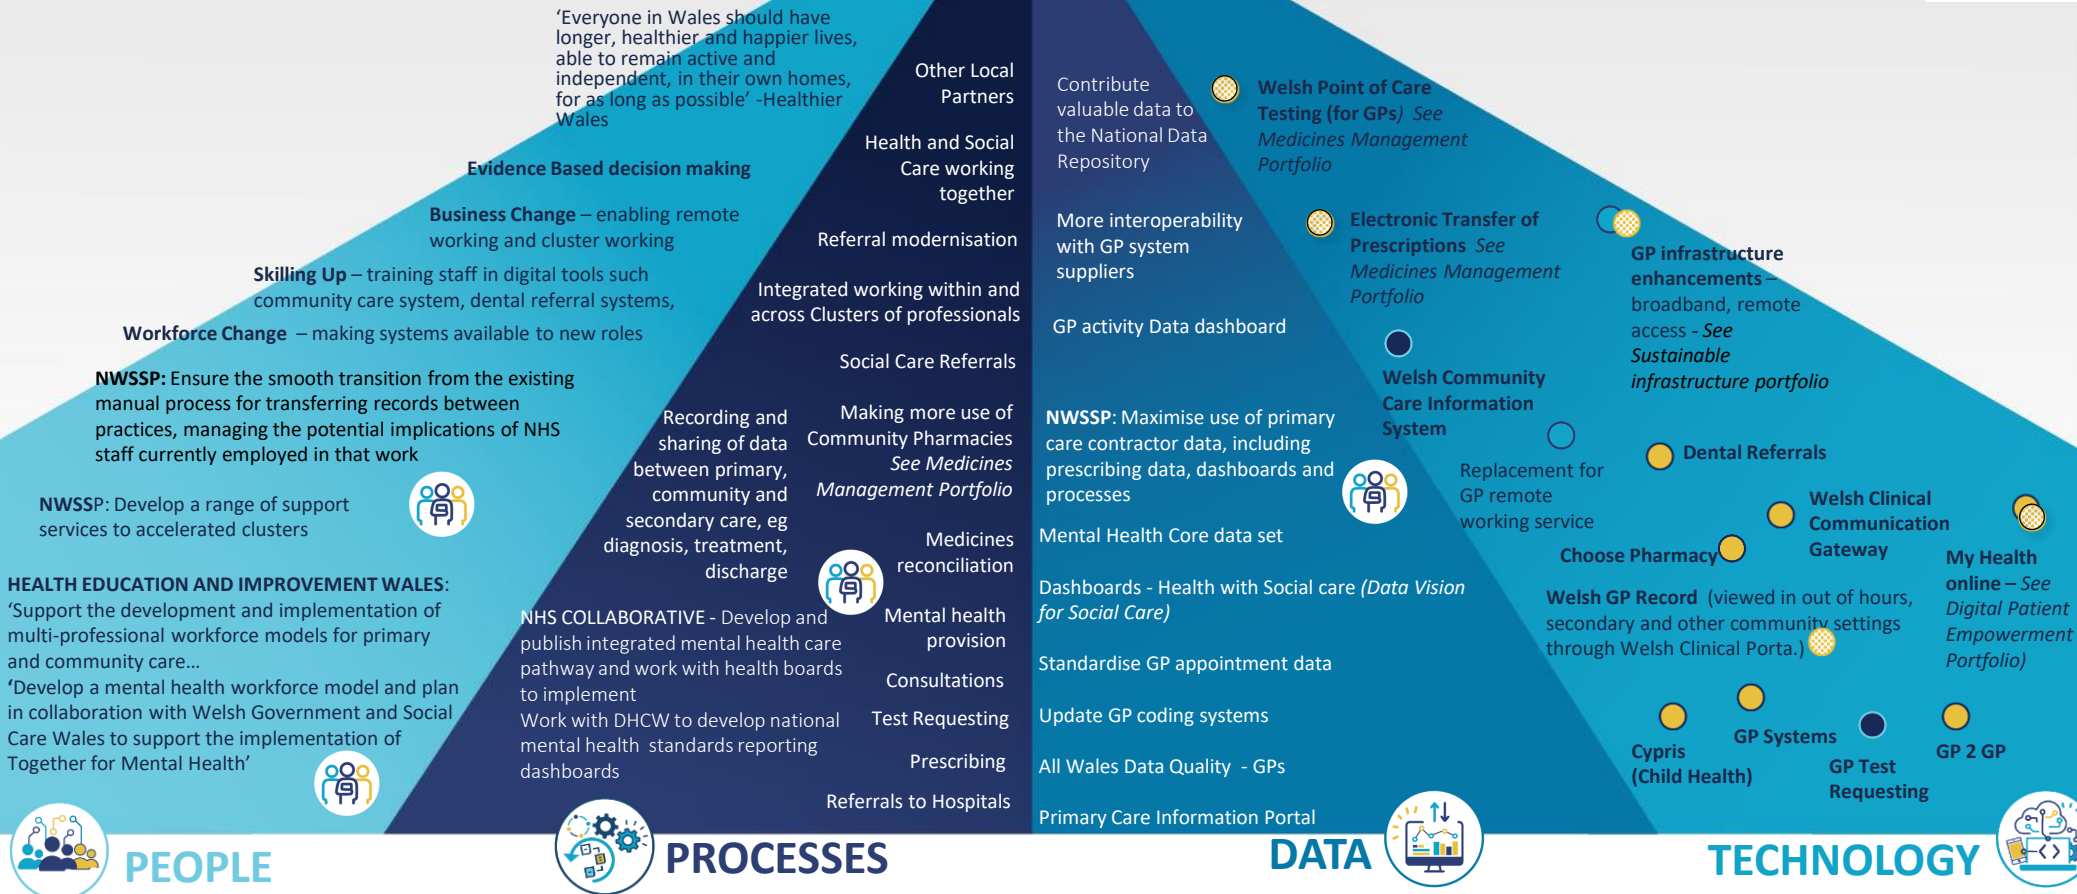 ‘Everyone in Wales should have
longer, healthier and happier lives,
able to remain active and
independent, in their own homes,
for as long as possible’ -Healthier
Wales
Evidence Based decision making
Business Change – enabling remote
working and cluster working
Skilling Up – training staff in digital tools such
community care system, dental referral systems,
Workforce Change – making systems available to new roles
NWSSP: Ensure the smooth transition from the existing
manual process for transferring records between
practices, managing the potential implications of NHS
staff currently employed in that work
NWSSP: Develop a range of support
services to accelerated clusters
HEALTH EDUCATION AND IMPROVEMENT WALES:
‘Support the development and implementation of
multi-professional workforce models for primary
and community care...
‘Develop a mental health workforce model and plan
in collaboration with Welsh Government and Social
Care Wales to support the implementation of
Together for Mental Health’
PEOPLE
Other Local
Partners
Health and Social
Care working
together
Referral modernisation
Integrated working within and
across Clusters of professionals
Social Care Referrals
Making more use of
Community Pharmacies
See Medicines
Management Portfolio
Recording and
sharing of data
between primary,
community and
secondary care, eg
diagnosis, treatment,
discharge
Medicines
reconciliation
Mental health
provision
NHS COLLABORATIVE - Develop and
publish integrated mental health care
pathway and work with health boards
to implement
Work with DHCW to develop national
mental health standards reporting
dashboards
Consultations
Test Requesting
Prescribing
Referrals to Hospitals
PROCESSES
Contribute
valuable data to
the National Data
Repository
More interoperability
with GP system
suppliers
GP activity Data dashboard
NWSSP: Maximise use of primary
care contractor data, including
prescribing data, dashboards and
processes
Mental Health Core data set
Dashboards - Health with Social care (Data Vision
for Social Care)
Standardise GP appointment data
Update GP coding systems
All Wales Data Quality - GPs
Primary Care Information Portal
DATA
Welsh Point of Care
Testing (for GPs) See
Medicines Management
Portfolio
Electronic Transfer of
Prescriptions See
Medicines Management
Portfolio
GP infrastructure
enhancements –
broadband, remote
access - See
Sustainable
infrastructure portfolio
Welsh Community
Care Information
System
Replacement for
GP remote
working service
Dental Referrals
Welsh Clinical
Communication
Gateway
Choose Pharmacy
My Health
online – See
Digital Patient
Empowerment
Portfolio)
Welsh GP Record (viewed in out of hours,
secondary and other community settings
through Welsh Clinical Porta.)
Cypris
(Child Health)
GP Systems
GP Test
Requesting
GP 2 GP
TECHNOLOGY